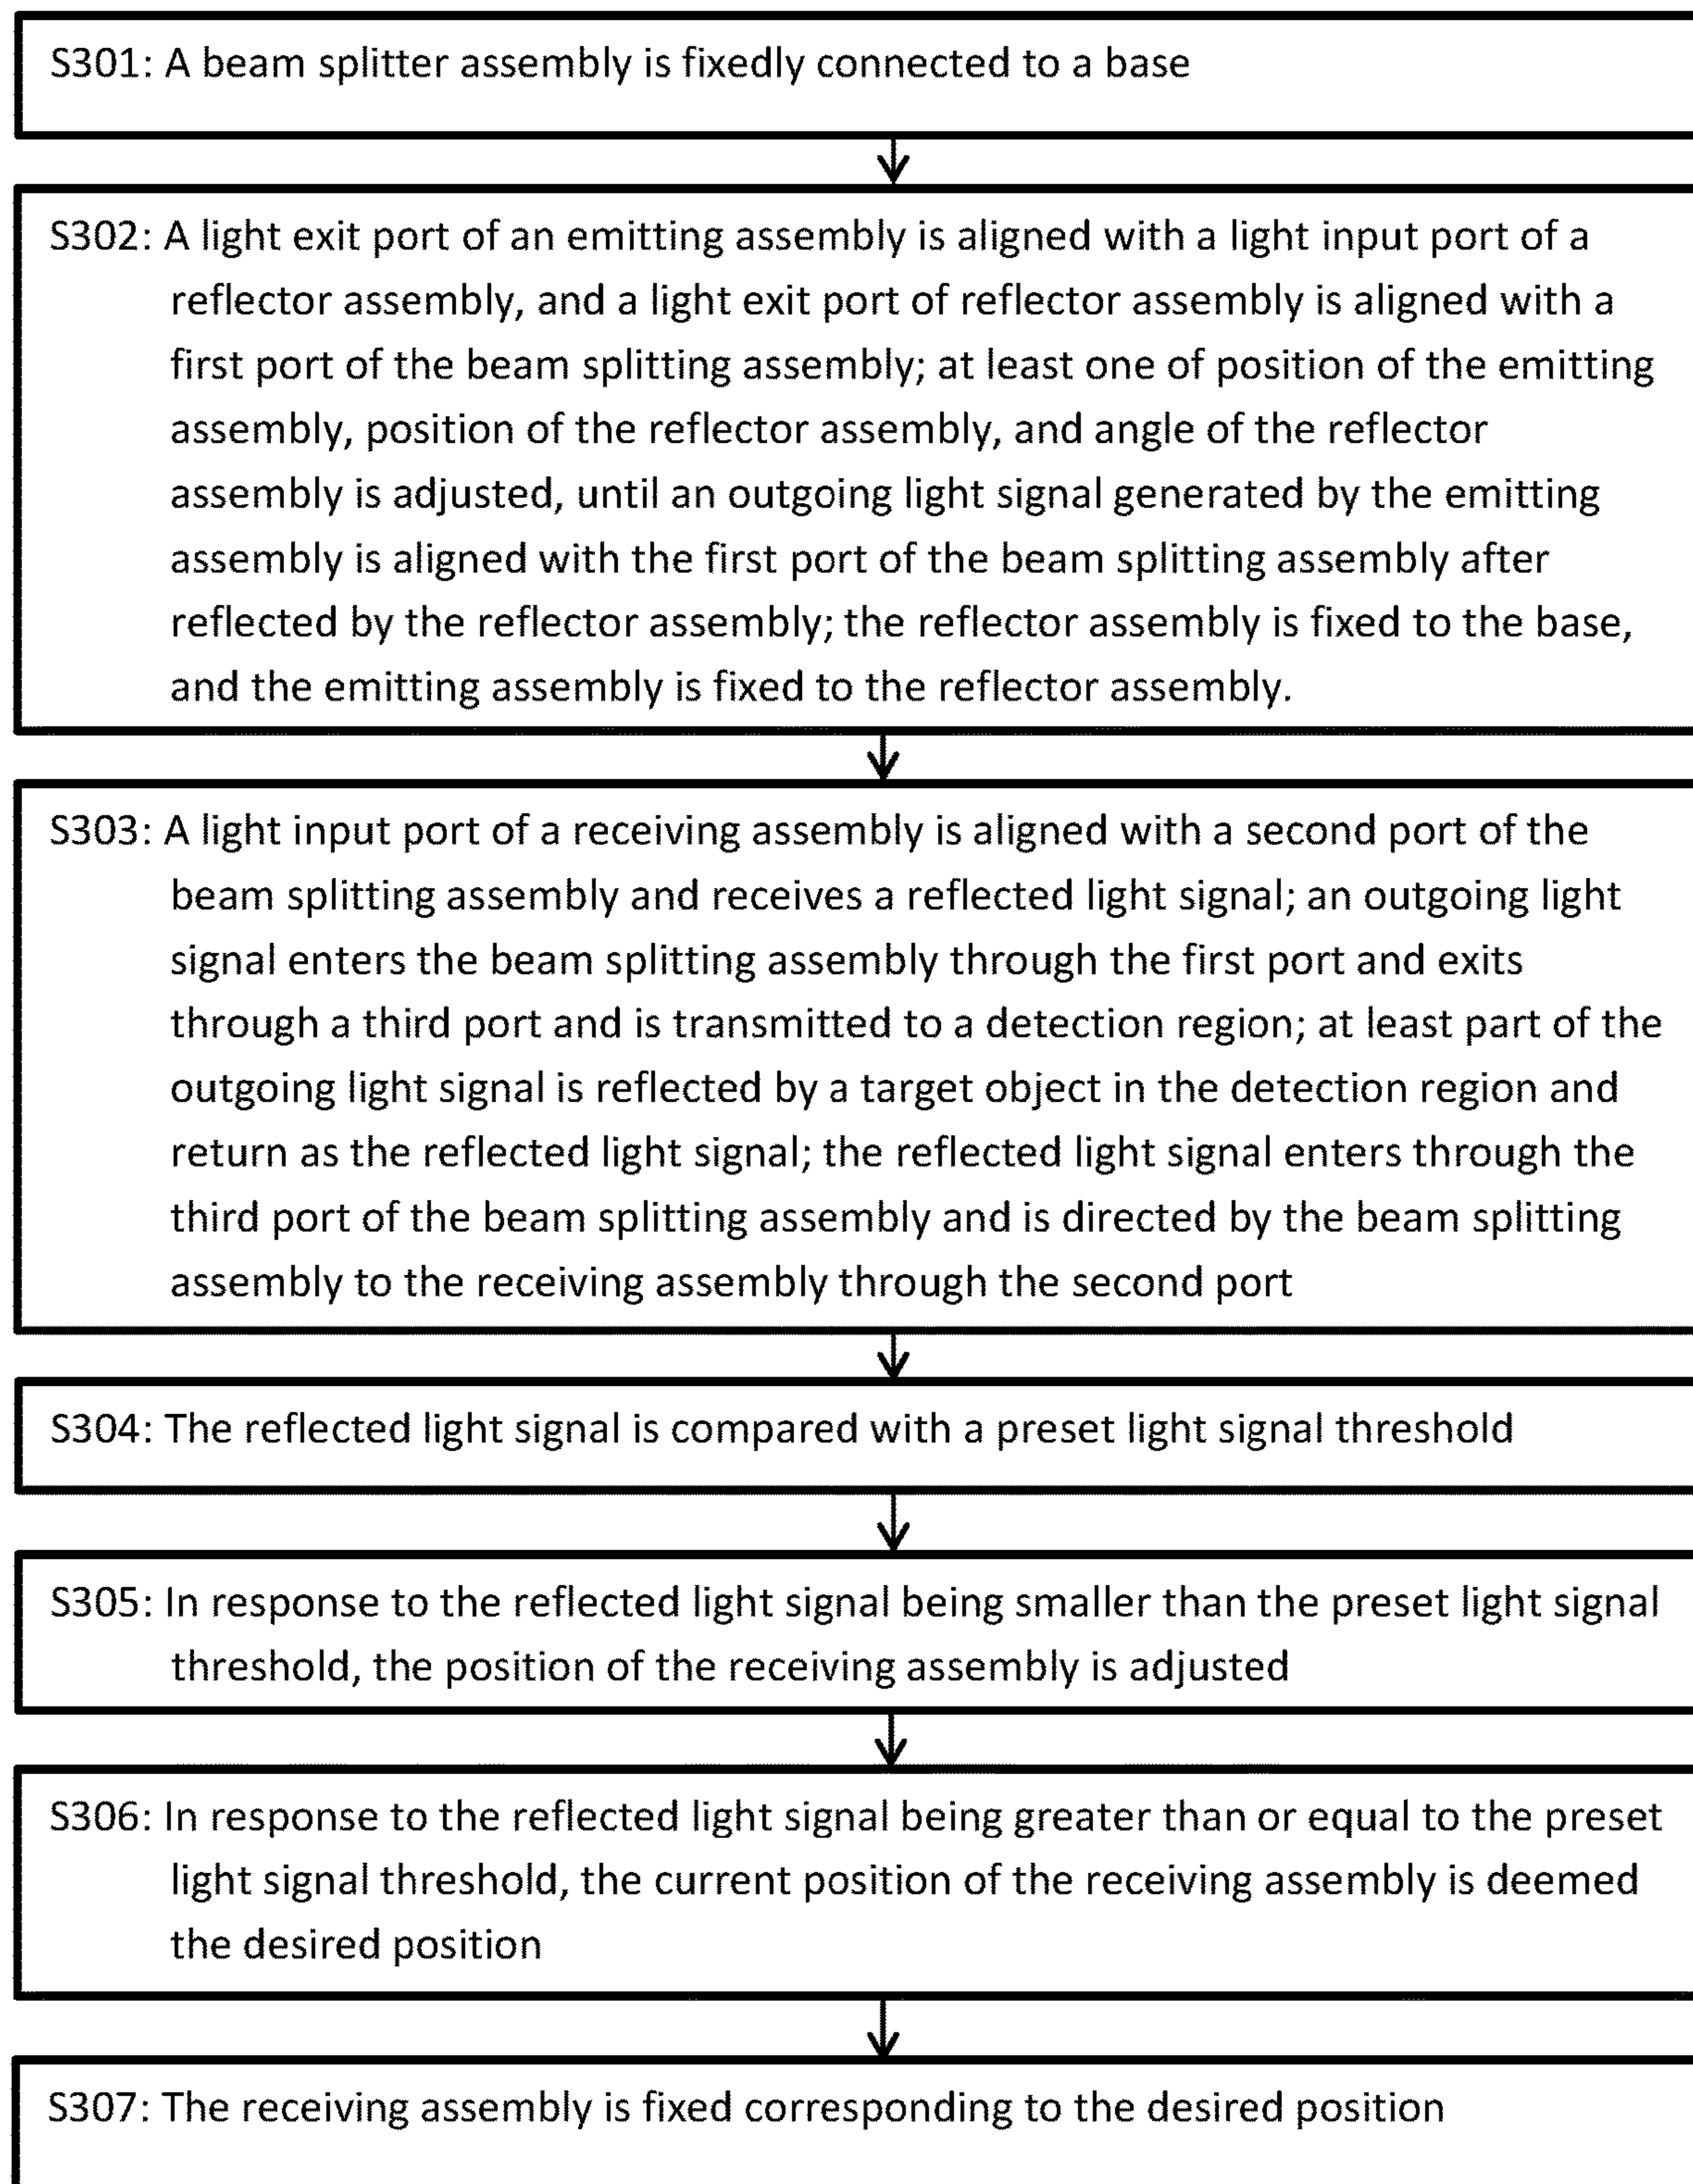 S301: A beam splitter assembly is fixedly connected to a base
S302: A light exit port of an emitting assembly is aligned with a light input port of a
reflector assembly, and a light exit port of reflector assembly is aligned with a
first port of the beam splitting assembly; at least one of position of the emitting
assembly, position of the reflector assembly, and angle of the reflector
assembly is adjusted, until an outgoing light signal generated by the emitting
assembly is aligned with the first port of the beam splitting assembly after
reflected by the reflector assembly; the reflector assembly is fixed to the base,
and the emitting assembly is fixed to the reflector assembly.
S303: A light input port of a receiving assembly is aligned with a second port of the
beam splitting assembly and receives a reflected light signal; an outgoing light
signal enters the beam splitting assembly through the first port and exits
through a third port and is transmitted to a detection region; at least part of the
outgoing light signal is reflected by a target object in the detection region and
return as the reflected light signal; the reflected light signal enters through the
third port of the beam splitting assembly and is directed by the beam splitting
assembly to the receiving assembly through the second port
S304: The reflected light signal is compared with a preset light signal threshold
S305: In response to the reflected light signal being smaller than the preset light signal
threshold, the position of the receiving assembly is adjusted
S306: In response to the reflected light signal being greater than or equal to the preset
light signal threshold, the current position of the receiving assembly is deemed
the desired position
S307: The receiving assembly is fixed corresponding to the desired position